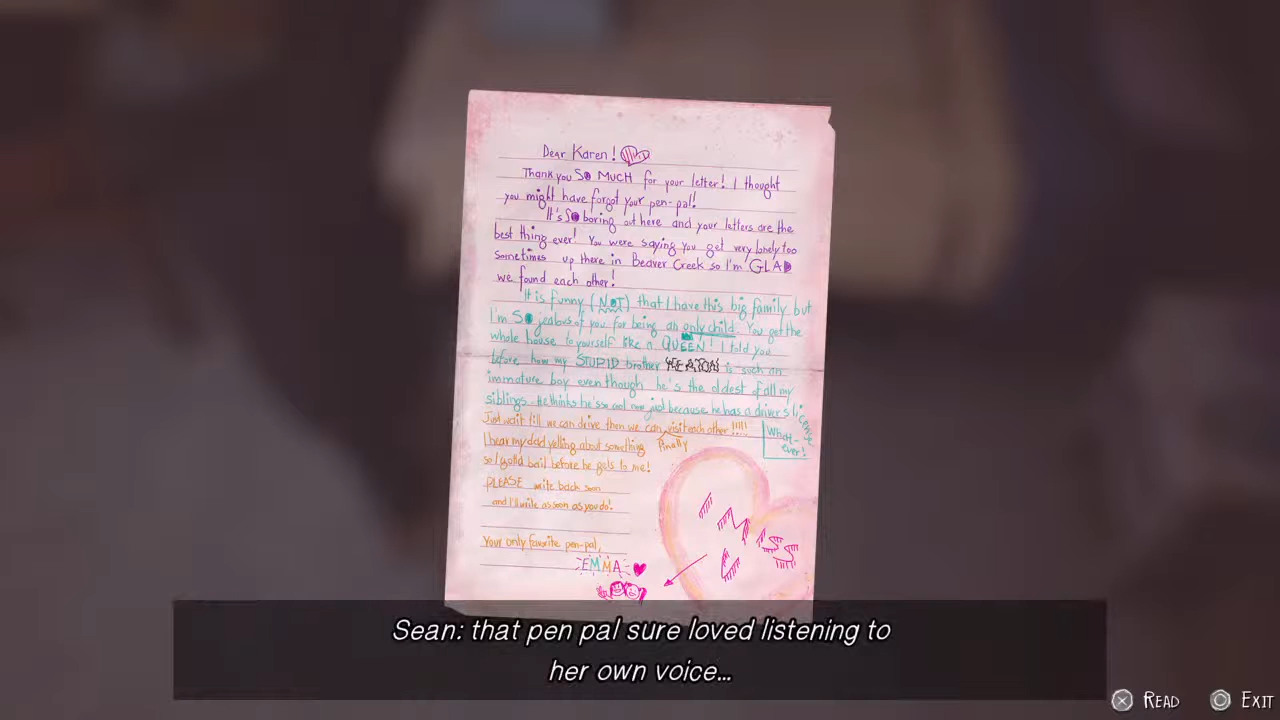 Dear Karen!
Thank you SO MUCH for your letter! I thought
you might have forgot your pen-pal!
It's SO boring out here and your letters are the
best thing ever! You were saying you get very lonely too
sometimes up there in Beaver Creek so I'm GLAD
we found each other!
It is funny (NOT) that I have this big family but
I'm SO jealous of you for being an only child. You get the
whole house to yourself like a QUEEN! I told you
before how my STUPID brother is such an
immature boy even though he's the oldest of all my
siblings. He thinks he's so cool now just because he has a driver's license
What-
ever!
Just wait till we can drive then we can visit each other!!!!!
Finally
I hear my dad yelling about something
so I gotta bail before he gets to me!
PLEASE write back soon
and I'll write as soon as you do!
Your only favorite pen-pal,
EMMA
I MISS
U
Sean: that pen pal sure loved listening to
her own voice...
READ
EXIT